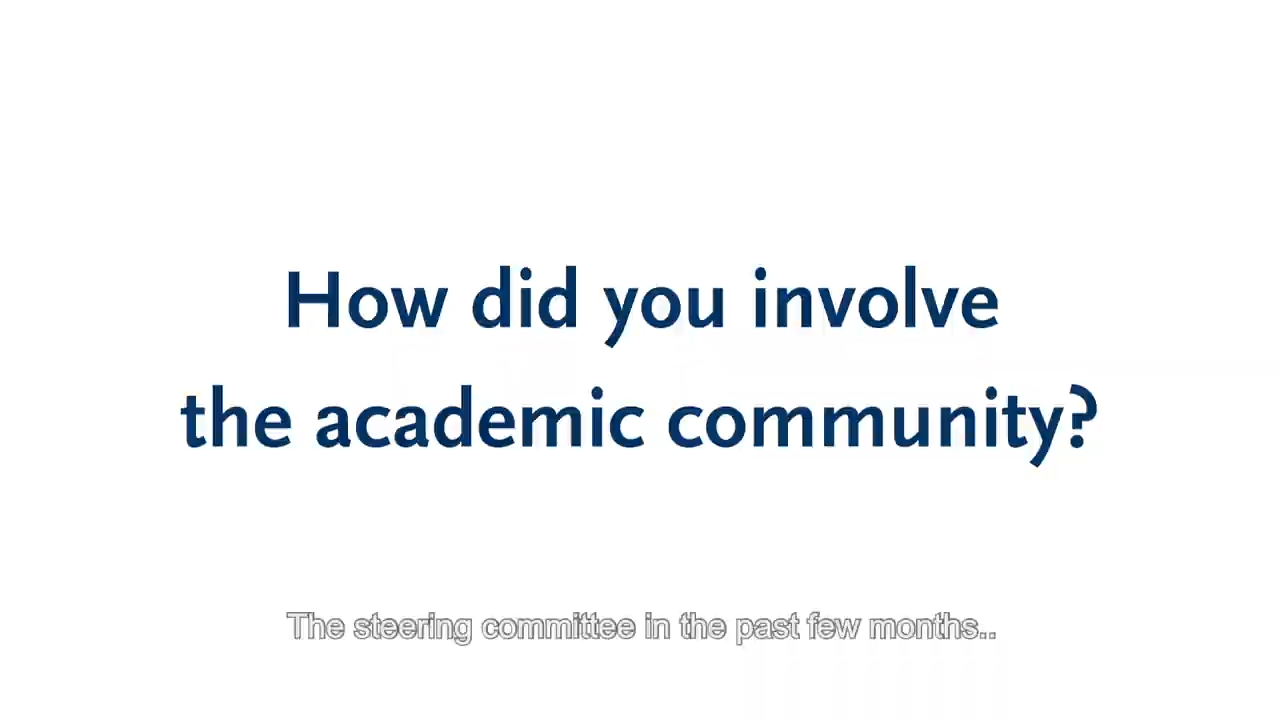 How did you involve
the academic community?
The steering committee in the past few months..